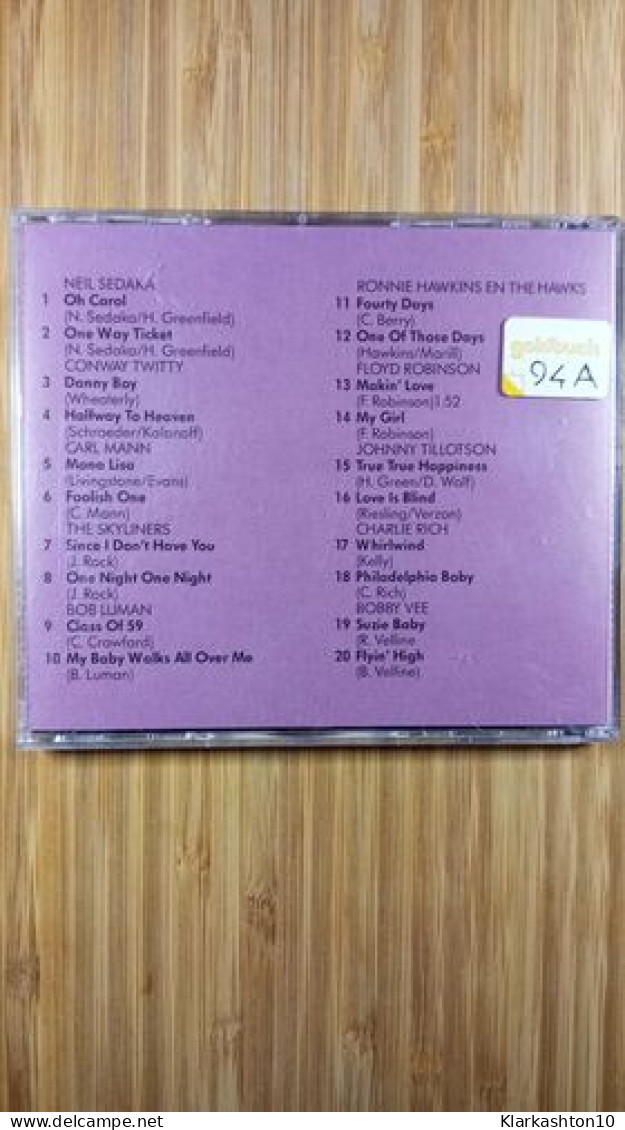 NEIL SEDAKA
1 Oh Carol
(N. Sedaka/H. Greenfield)
2 One Way Ticket
(N. Sedaka/H. Greenfield)
CONWAY TWITTY
3 Danny Boy
(Wheaterly)
4 Halfway To Heaven
(Schroeder/Kalanoff)
CARL MANN
5 Mona Lisa
(Livingstone/Evans)
6 Foolish One
(C. Mann)
THE SKYLINERS
7 Since I Don't Have You
(J. Rock)
8 One Night One Night
(J. Rock)
BOB LUMAN
9 Class Of 59
(C. Crawford)
10 My Baby Walks All Over Me
(B. Luman)
RONNIE HAWKINS EN THE HAWKS
11 Fourty Days
(C. Berry)
12 One Of Those Days
(Hawkins/Marill)
FLOYD ROBINSON
13 Makin' Love
(F. Robinson)1.52
14 My Girl
(F. Robinson)
JOHNNY TILLOTSON
15 True True Happiness
(H. Green/D. Wolf)
16 Love Is Blind
(Riesling/Verzon)
CHARLIE RICH
17 Whirlwind
(Kelly)
18 Philadelphia Baby
(C. Rich)
BOBBY VEE
19 Suzie Baby
(R. Velline
20 Flyin' High
(B. Velline)
goldtouch
94 A
delcampe.net
Klarkashton10